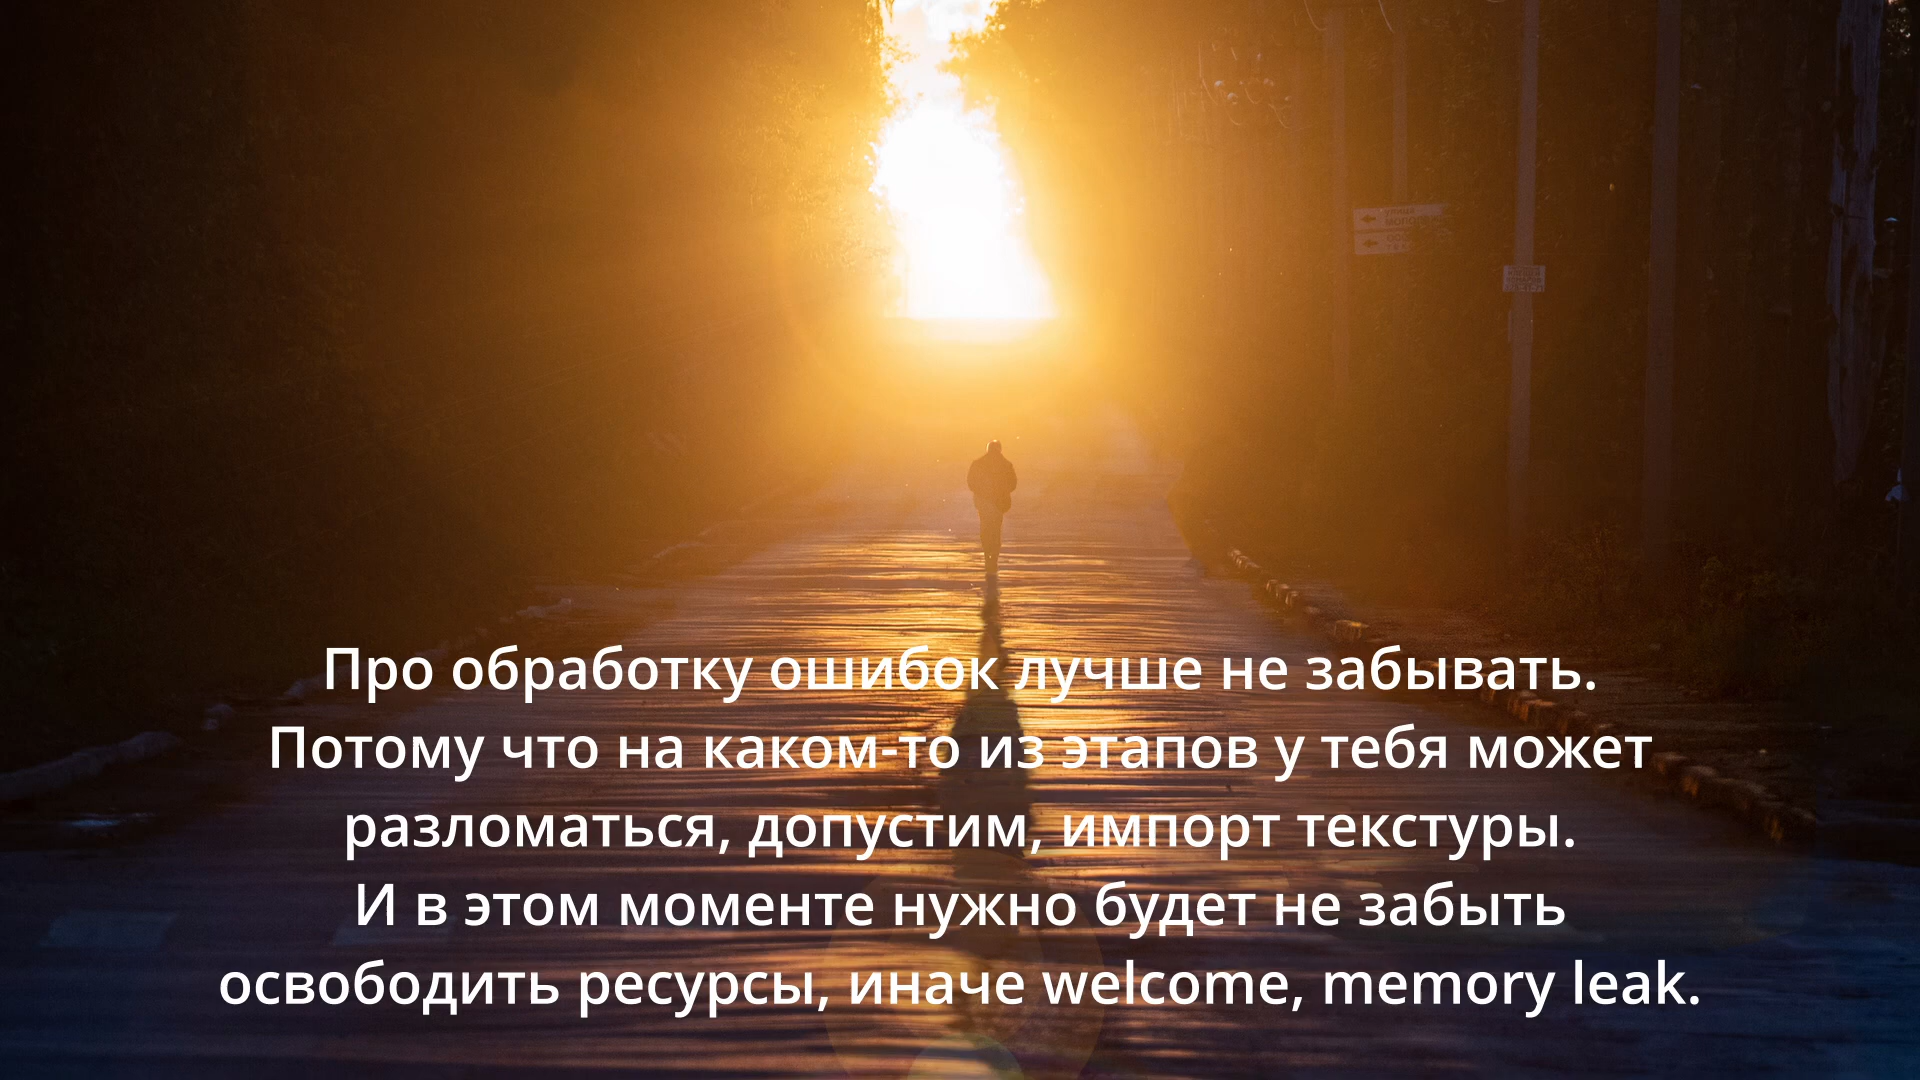 Про обработку ошибок лучше не забывать.
Потому что на каком-то из этапов у тебя может
разломаться, допустим, импорт текстуры.
И в этом моменте нужно будет не забыть
освободить ресурсы, иначе welcome, memory leak.